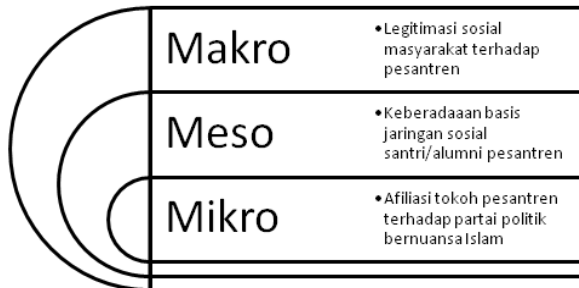 Makro
•Legitimasi sosial
masyarakat terhadap
pesantren
Meso
•Keberadaaan basis
jaringan sosial
santri/alumni pesantren
Mikro
•Afiliasi tokoh pesantren
terhadap partai politik
bernuansa Islam